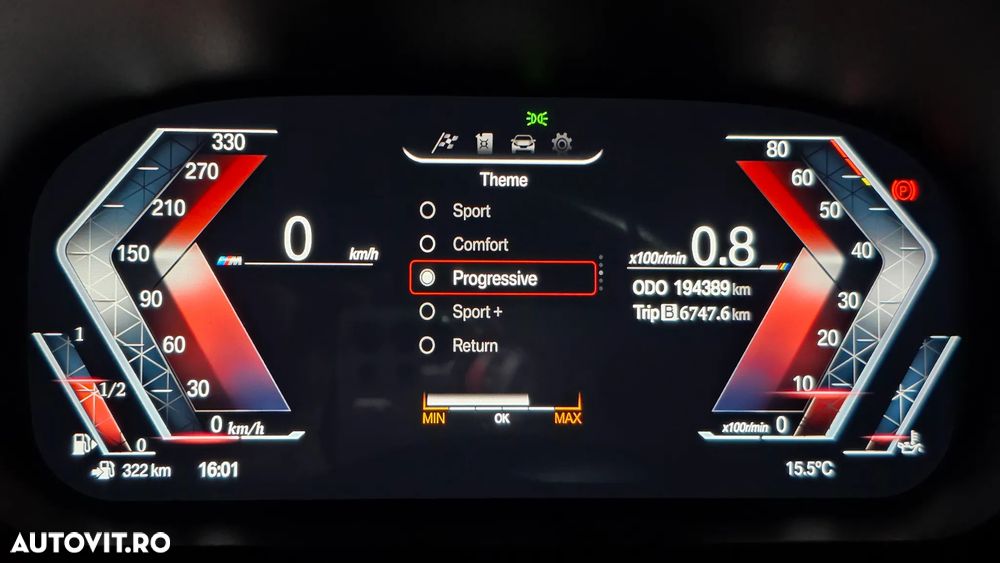 330
270
210
150
90
60
30
0 km/h
M
0
km/h
1
1/2
0
322 km
16:01
Theme
Sport
Comfort
Progressive
Sport +
Return
MIN OK MAX
80
60
50
40
30
20
10
x100r/min 0
x100r/min 0.8
ODO 194389 km
Trip B 6747.6 km
P
15.5°C
AUTOVIT.RO